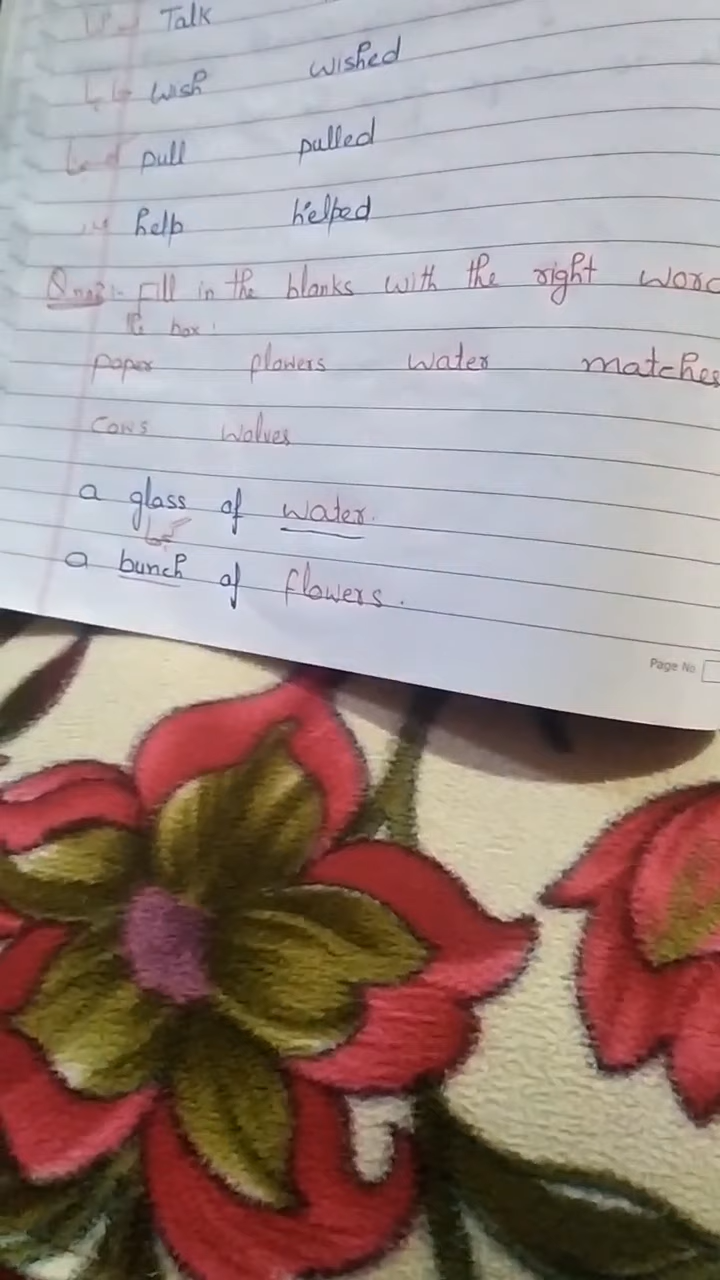 Talk
wish wished
pull pulled
help helped
fill in the blanks with the right
box:
paper flowers water matches
cows wolves
a glass of water.
a bunch of flowers.
Page No